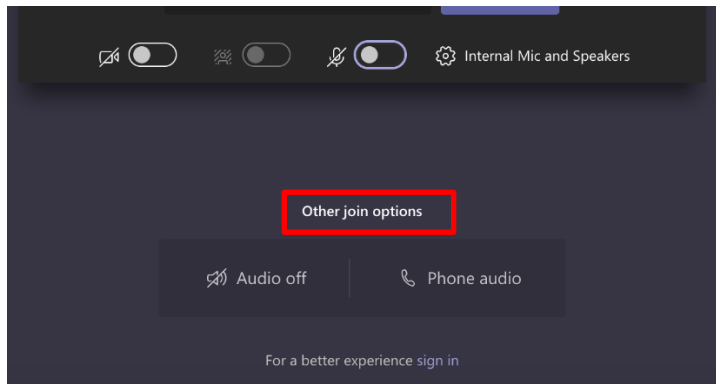 Internal Mic and Speakers
Other join options
Audio off
Phone audio
For a better experience sign in